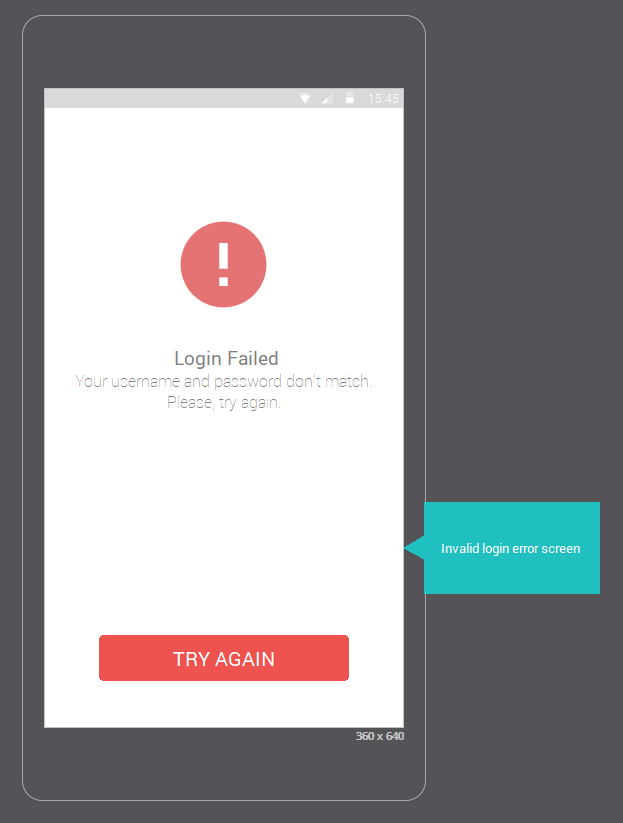 15:45
Login Failed
Your username and password don't match.
Please, try again.
Invalid login error screen
TRY AGAIN
360 x 640